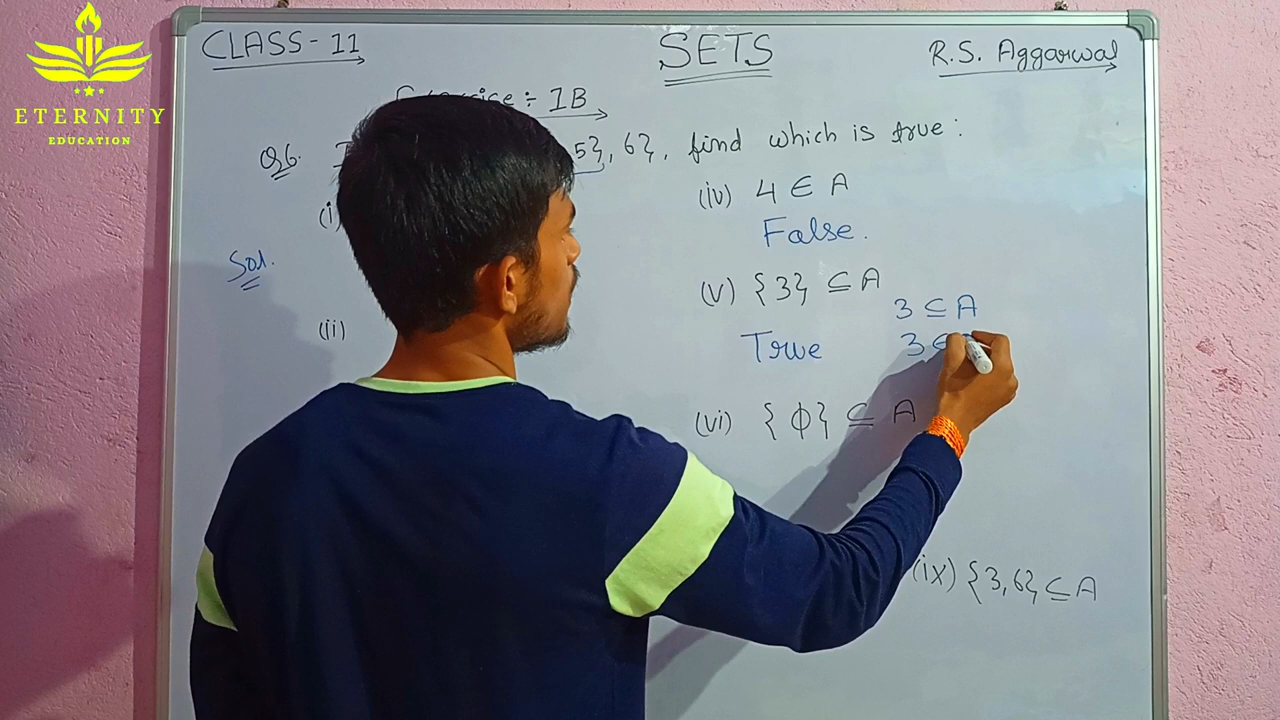 ETERNITY
EDUCATION
CLASS-11
SETS
R.S. Aggarwal
÷ 1B
Q6. 5}, 6}, find which is true:
(i)
(iv) 4 ∈ A
False.
Sol.
(v) {3} ⊆ A
3 ⊆ A
(ii)
True
3 ∈
(vi) {φ} ⊆ A
(ix) {3,6} ⊆ A